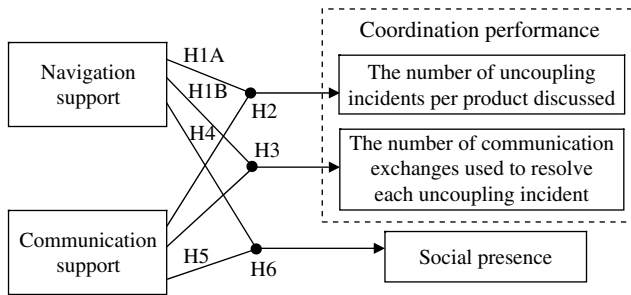 Coordination performance
Navigation
support
H1A
H1B
H2
H4
H3
The number of uncoupling
incidents per product discussed
The number of communication
exchanges used to resolve
each uncoupling incident
Communication
support
H5
H6
Social presence